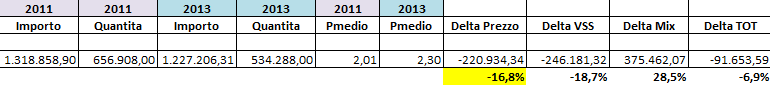 2011 2011 2013 2013 2011 2013
Importo Quantita Importo Quantita Pmedio Pmedio Delta Prezzo Delta VSS Delta Mix Delta TOT
1.318.858,90 656.908,00 1.227.206,31 534.288,00 2,01 2,30 -220.934,34 -246.181,32 375.462,07 -91.653,59
-16,8% -18,7% 28,5% -6,9%